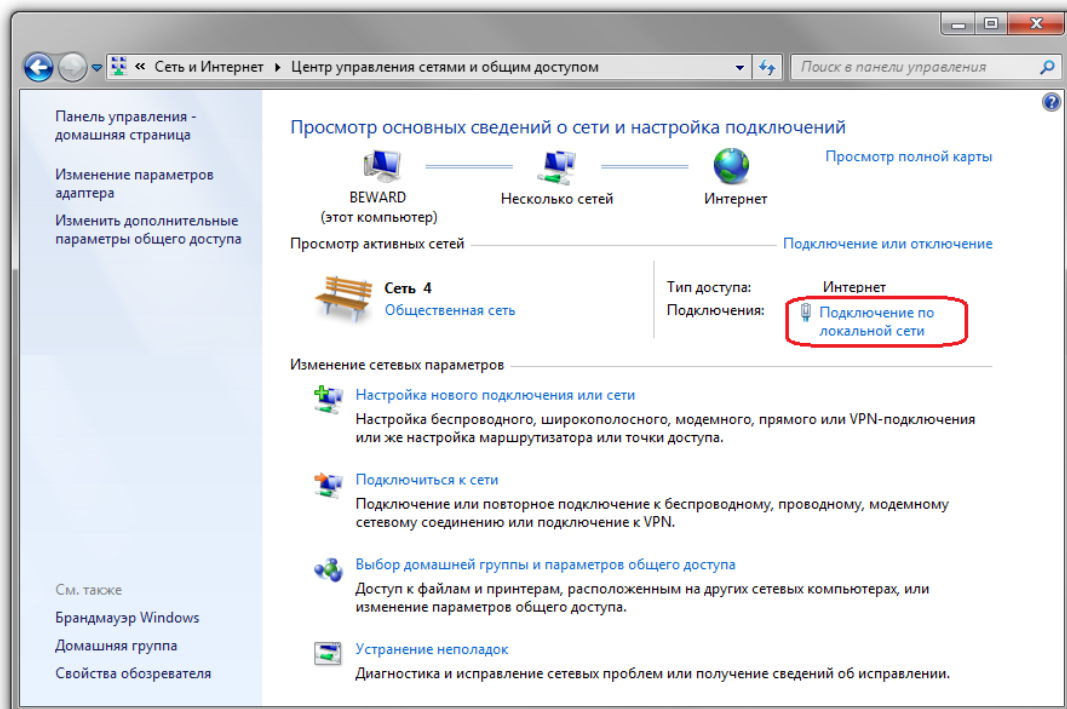 « Сеть и Интернет ▸ Центр управления сетями и общим доступом
Поиск в панели управления
Панель управления -
домашняя страница
Изменение параметров
адаптера
Изменить дополнительные
параметры общего доступа
См. также
Брандмауэр Windows
Домашняя группа
Свойства обозревателя
Просмотр основных сведений о сети и настройка подключений
Просмотр полной карты
BEWARD
(этот компьютер)
Несколько сетей
Интернет
Просмотр активных сетей
Подключение или отключение
Сеть 4
Общественная сеть
Тип доступа: Интернет
Подключения: Подключение по
локальной сети
Изменение сетевых параметров
Настройка нового подключения или сети
Настройка беспроводного, широкополосного, модемного, прямого или VPN-подключения
или же настройка маршрутизатора или точки доступа.
Подключиться к сети
Подключение или повторное подключение к беспроводному, проводному, модемному
сетевому соединению или подключение к VPN.
Выбор домашней группы и параметров общего доступа
Доступ к файлам и принтерам, расположенным на других сетевых компьютерах, или
изменение параметров общего доступа.
Устранение неполадок
Диагностика и исправление сетевых проблем или получение сведений об исправлении.